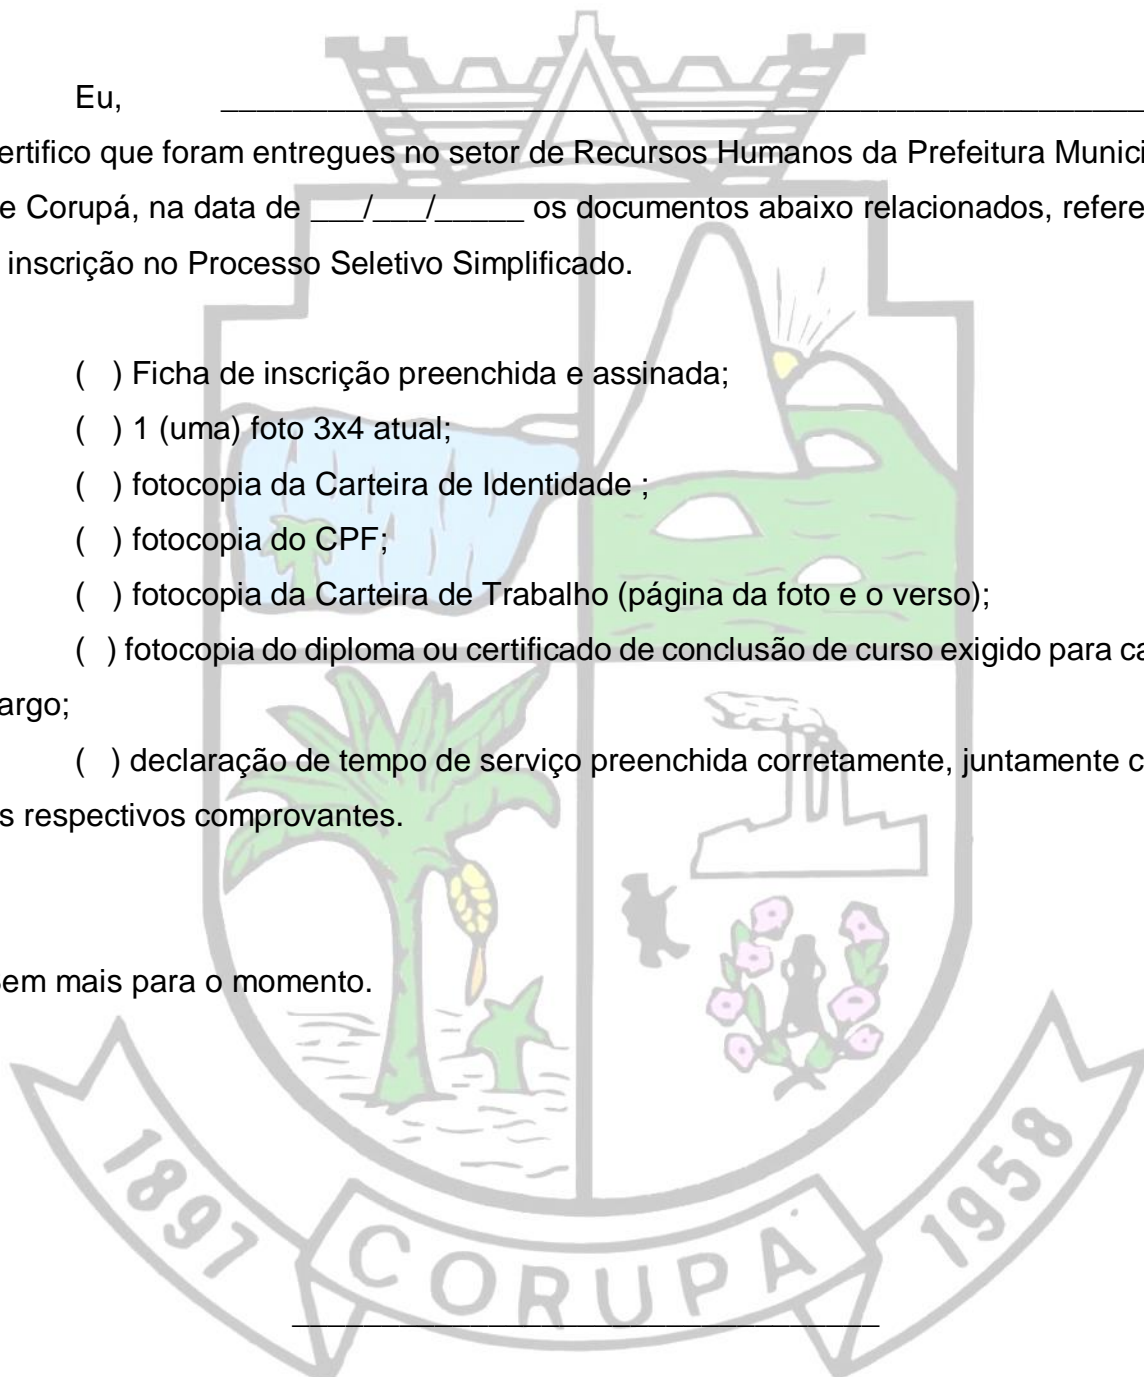 Eu, ____________________________________________________
ertifico que foram entregues no setor de Recursos Humanos da Prefeitura Munici
e Corupá, na data de ___/___/_____ os documentos abaixo relacionados, refere
inscrição no Processo Seletivo Simplificado.
(   ) Ficha de inscrição preenchida e assinada;
(   ) 1 (uma) foto 3x4 atual;
(   ) fotocopia da Carteira de Identidade ;
(   ) fotocopia do CPF;
(   ) fotocopia da Carteira de Trabalho (página da foto e o verso);
(   ) fotocopia do diploma ou certificado de conclusão de curso exigido para ca
argo;
(   ) declaração de tempo de serviço preenchida corretamente, juntamente c
s respectivos comprovantes.
Sem mais para o momento.
1897
CORUPÁ
1958
_________________________________